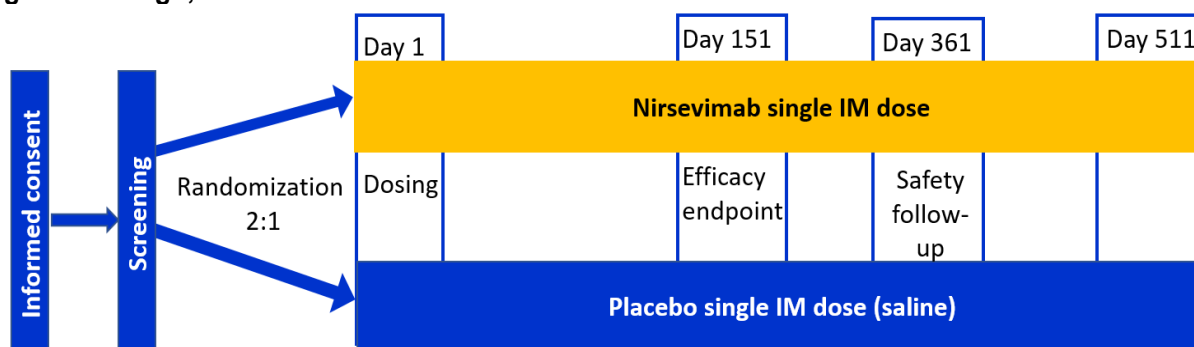 Day 1
Day 151
Day 361
Day 511
Nirsevimab single IM dose
Informed consent
Screening
Randomization
2:1
Dosing
Efficacy
endpoint
Safety
follow-
up
Placebo single IM dose (saline)